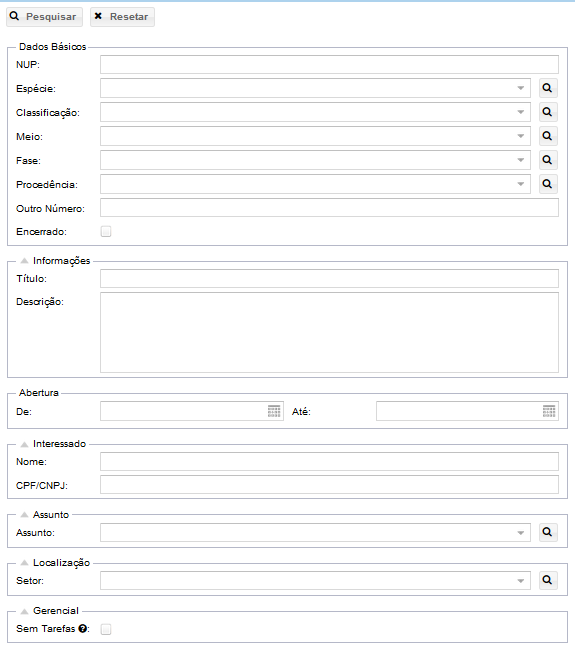 Pesquisar Resetar
Dados Básicos
NUP:
Espécie:
Classificação:
Meio:
Fase:
Procedência:
Outro Número:
Encerrado:
Informações
Título:
Descrição:
Abertura
De: Até:
Interessado
Nome:
CPF/CNPJ:
Assunto
Assunto:
Localização
Setor:
Gerencial
Sem Tarefas ?: